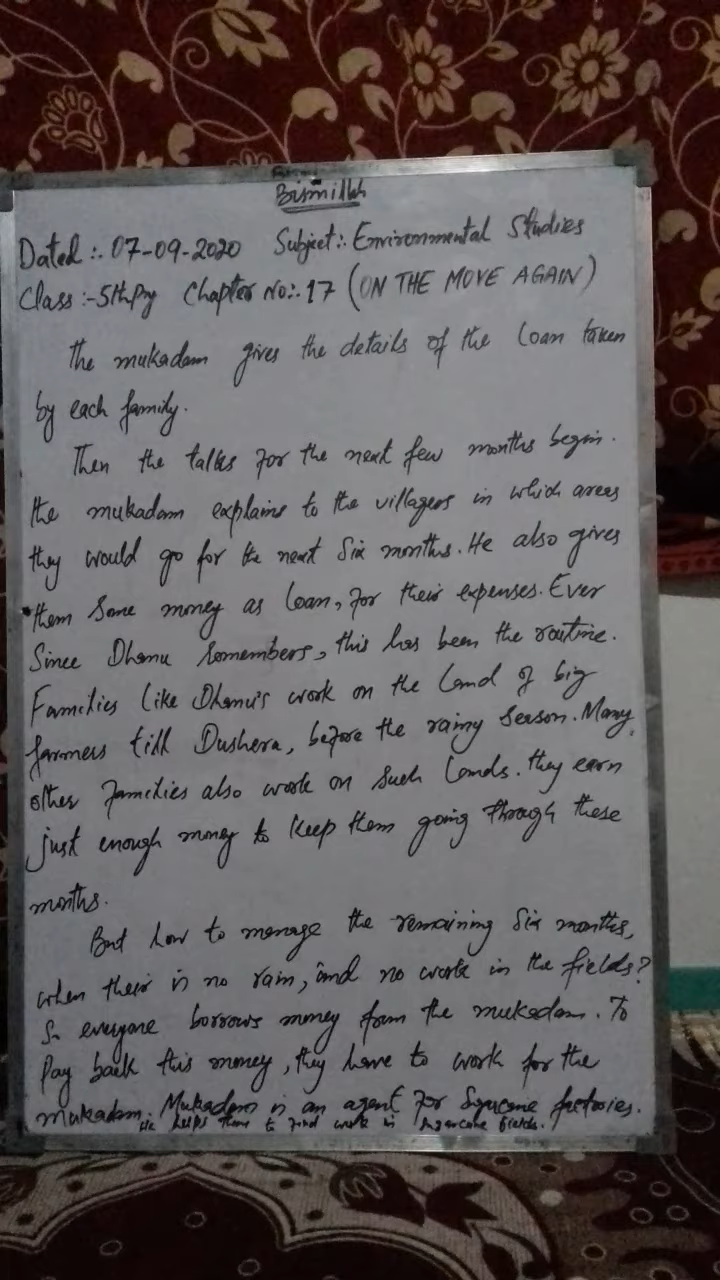 Bismillah
Dated :. 07-09-2020 Subject:. Environmental Studies
Class :- 5thpry Chapter No:. 17 (ON THE MOVE AGAIN)
The mukadam gives the details of the loan taken
by each family.
Then the talks for the next few months begin.
the mukadam explains to the villagers in which areas
they would go for the next Six months. He also gives
them Some money as loan, for their expenses. Ever
Since Dhanu remembers, this has been the routine.
Families like Dhanu's work on the land of big
farmers till Dushera, before the rainy season. Many
other families also work on such lands. they earn
just enough money to keep them going through these
months.
But how to manage the remaining Six months,
when their is no rain, and no work in the fields?
So everyone borrows money from the mukadam. To
Pay back this money, they have to work for the
mukadam. Mukadam is an agent for Sgucane factories.
He helps them to find work in sugarcane fields.